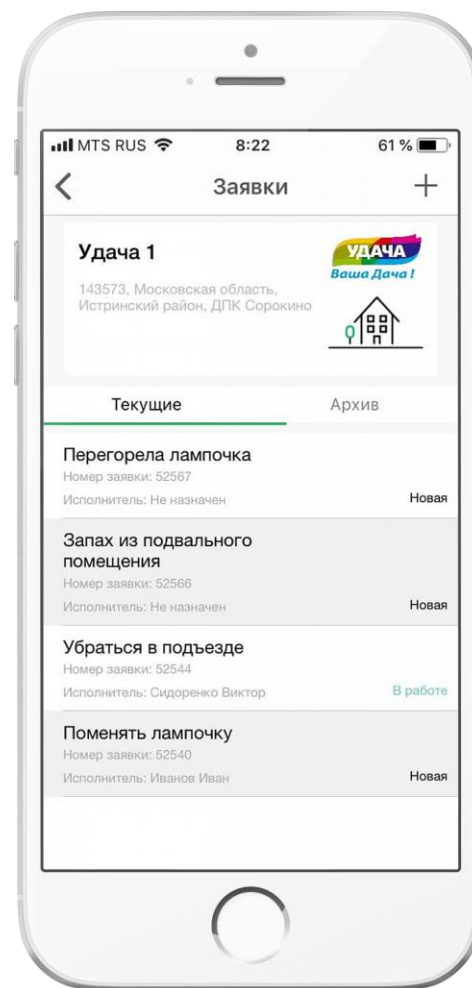 MTS RUS 8:22 61 %
Заявки
Удача 1
УДАЧА
Ваша Дача !
143573, Московская область,
Истринский район, ДПК Сорокино
Текущие Архив
Перегорела лампочка
Номер заявки: 52567
Исполнитель: Не назначен Новая
Запах из подвального
помещения
Номер заявки: 52566
Исполнитель: Не назначен Новая
Убраться в подъезде
Номер заявки: 52544
Исполнитель: Сидоренко Виктор В работе
Поменять лампочку
Номер заявки: 52540
Исполнитель: Иванов Иван Новая